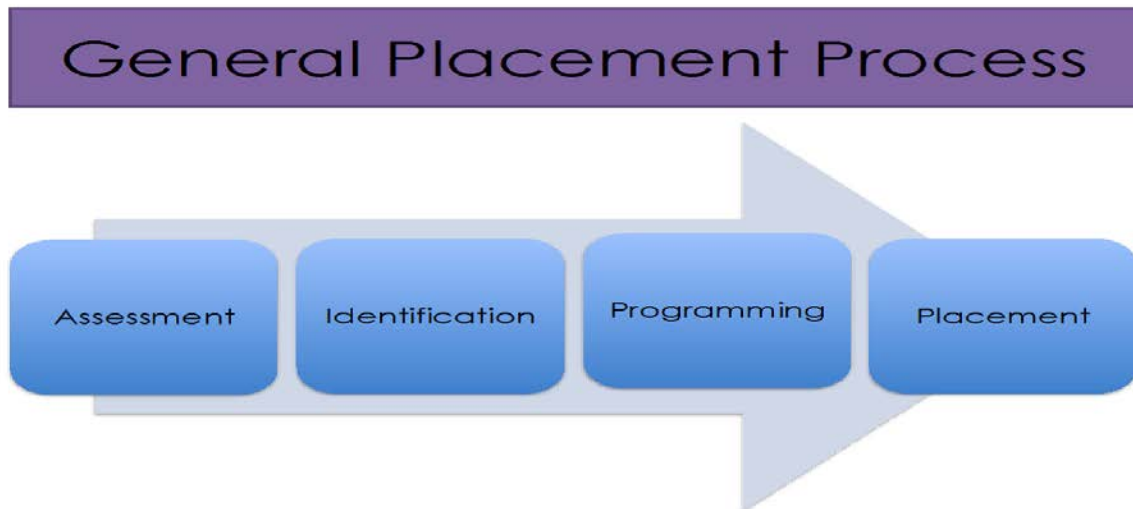 General Placement Process
Assessment
Identification
Programming
Placement